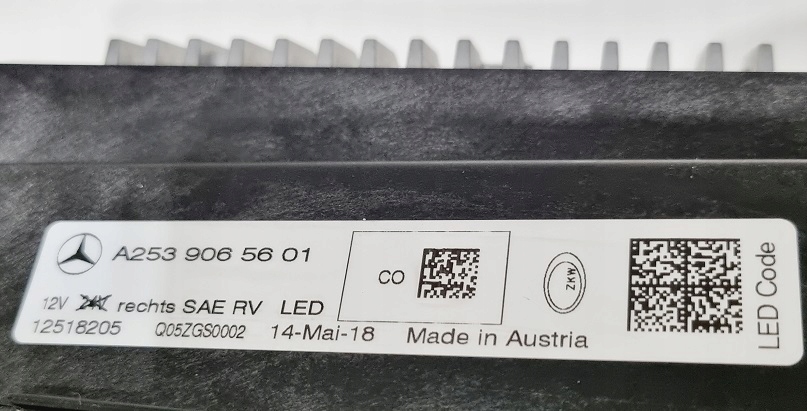 A253 906 56 01
CO
ZKW
12V 24V rechts SAE RV LED
12518205 Q05ZGS0002 14-Mai-18 Made in Austria
LED Code